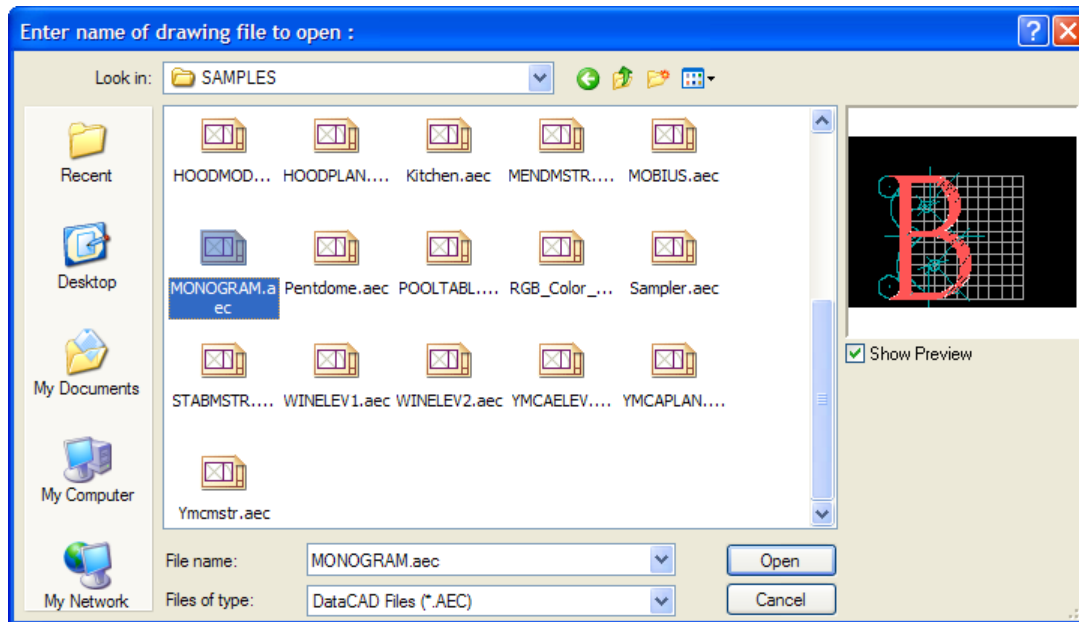 Enter name of drawing file to open :
Look in: SAMPLES
Recent
Desktop
My Documents
My Computer
My Network
HOODMOD... HOODPLAN.... Kitchen.aec MENDMSTR.... MOBIUS.aec
MONOGRAM.a
ec
Pentdome.aec POOLTABL.... RGB_Color_... Sampler.aec
STABMSTR.... WINELEV1.aec WINELEV2.aec YMCAELEV.... YMCAPLAN....
Ymcmstr.aec
B
Show Preview
File name: MONOGRAM.aec Open
Files of type: DataCAD Files (*.AEC) Cancel